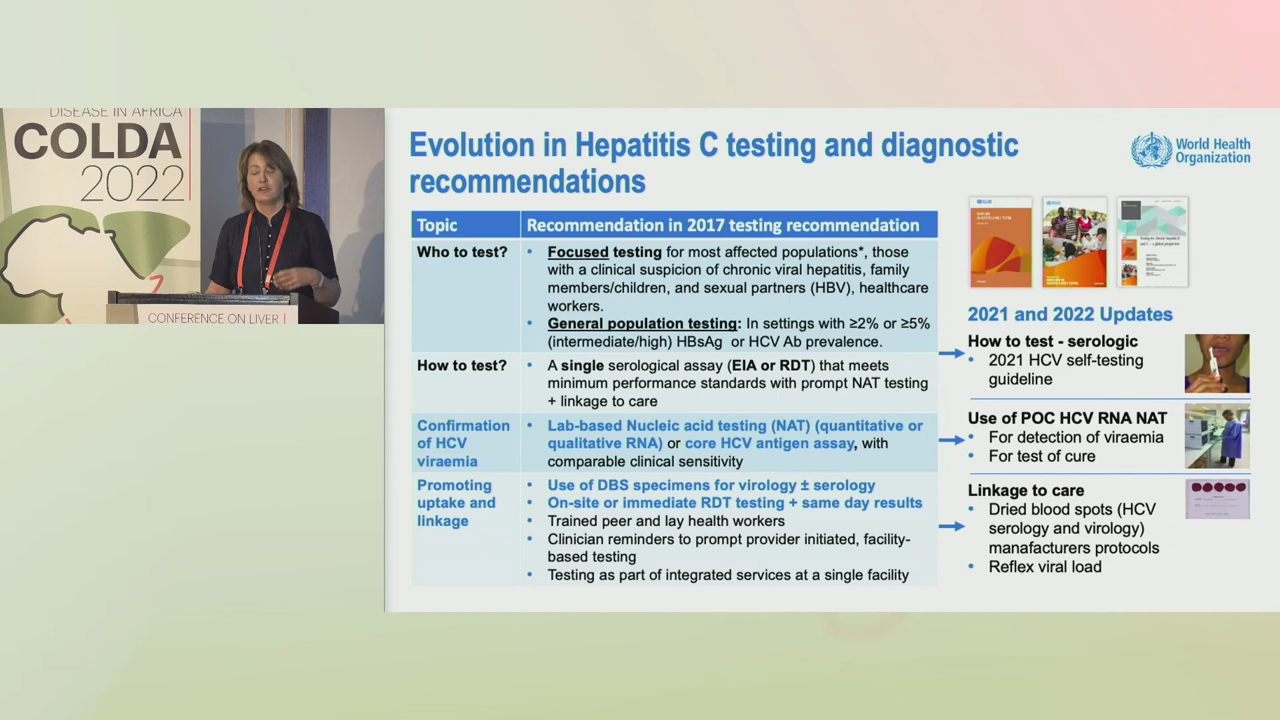 DISEASE IN AFRICA
COLDA
2022
CONFERENCE ON LIVER
Evolution in Hepatitis C testing and diagnostic
recommendations
World Health
Organization
Topic
Recommendation in 2017 testing recommendation
Who to test?
• Focused testing for most affected populations*, those
with a clinical suspicion of chronic viral hepatitis, family
members/children, and sexual partners (HBV), healthcare
workers.
• General population testing: In settings with ≥2% or ≥5%
(intermediate/high) HBsAg or HCV Ab prevalence.
How to test?
• A single serological assay (EIA or RDT) that meets
minimum performance standards with prompt NAT testing
+ linkage to care
Confirmation
of HCV
viraemia
• Lab-based Nucleic acid testing (NAT) (quantitative or
qualitative RNA) or core HCV antigen assay, with
comparable clinical sensitivity
Promoting
uptake and
linkage
• Use of DBS specimens for virology ± serology
• On-site or immediate RDT testing + same day results
• Trained peer and lay health workers
• Clinician reminders to prompt provider initiated, facility-
based testing
• Testing as part of integrated services at a single facility
2021 and 2022 Updates
How to test - serologic
• 2021 HCV self-testing
guideline
Use of POC HCV RNA NAT
• For detection of viraemia
• For test of cure
Linkage to care
• Dried blood spots (HCV
serology and virology)
manafacturers protocols
• Reflex viral load